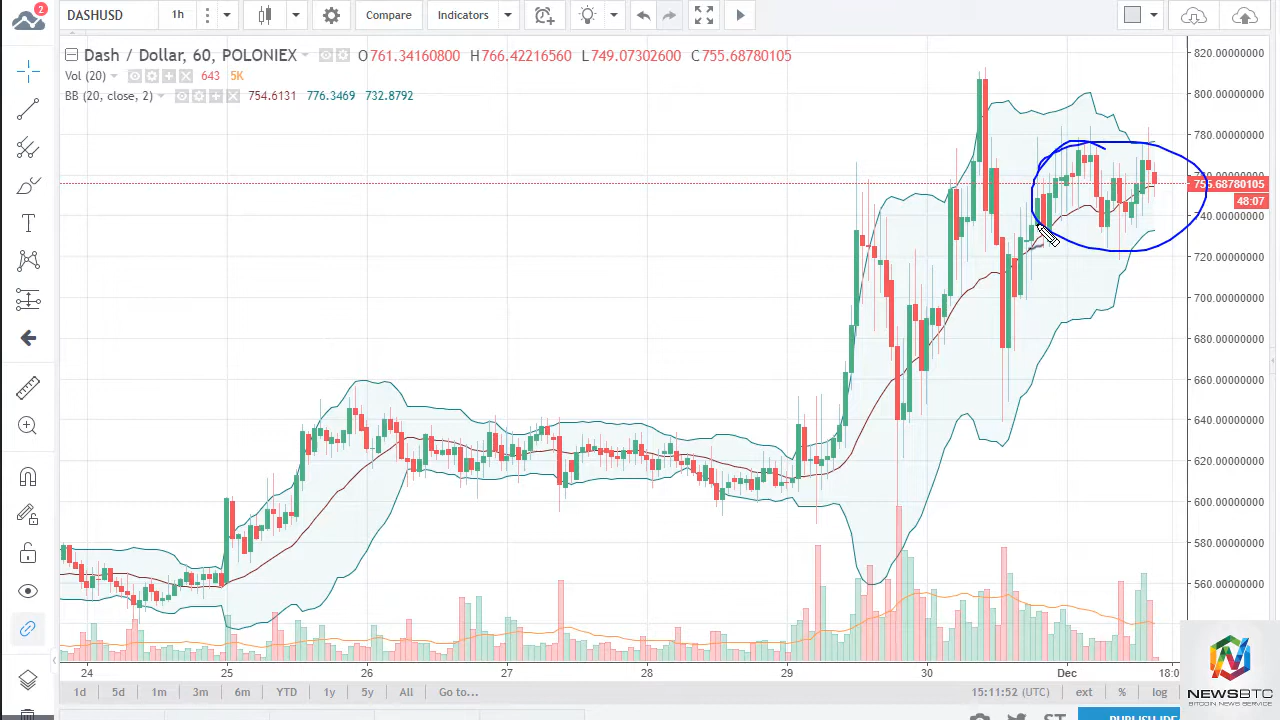 2
DASHUSD 1h Compare Indicators
Dash / Dollar, 60, POLONIEX O761.34160800 H766.42216560 L749.07302600 C755.68780105
Vol (20) 643 5K
BB (20, close, 2) 754.6131 776.3469 732.8792
820.00000000
800.00000000
780.00000000
755.68780105
48:07
740.00000000
720.00000000
700.00000000
680.00000000
660.00000000
640.00000000
620.00000000
600.00000000
580.00000000
560.00000000
24 25 26 27 28 29 30 Dec 18:0
1d 5d 1m 3m 6m YTD 1y 5y All Go to... 15:11:52 (UTC) ext % log
NEWSBTC
BITCOIN NEWS SERVICE
PUBLISH IDE